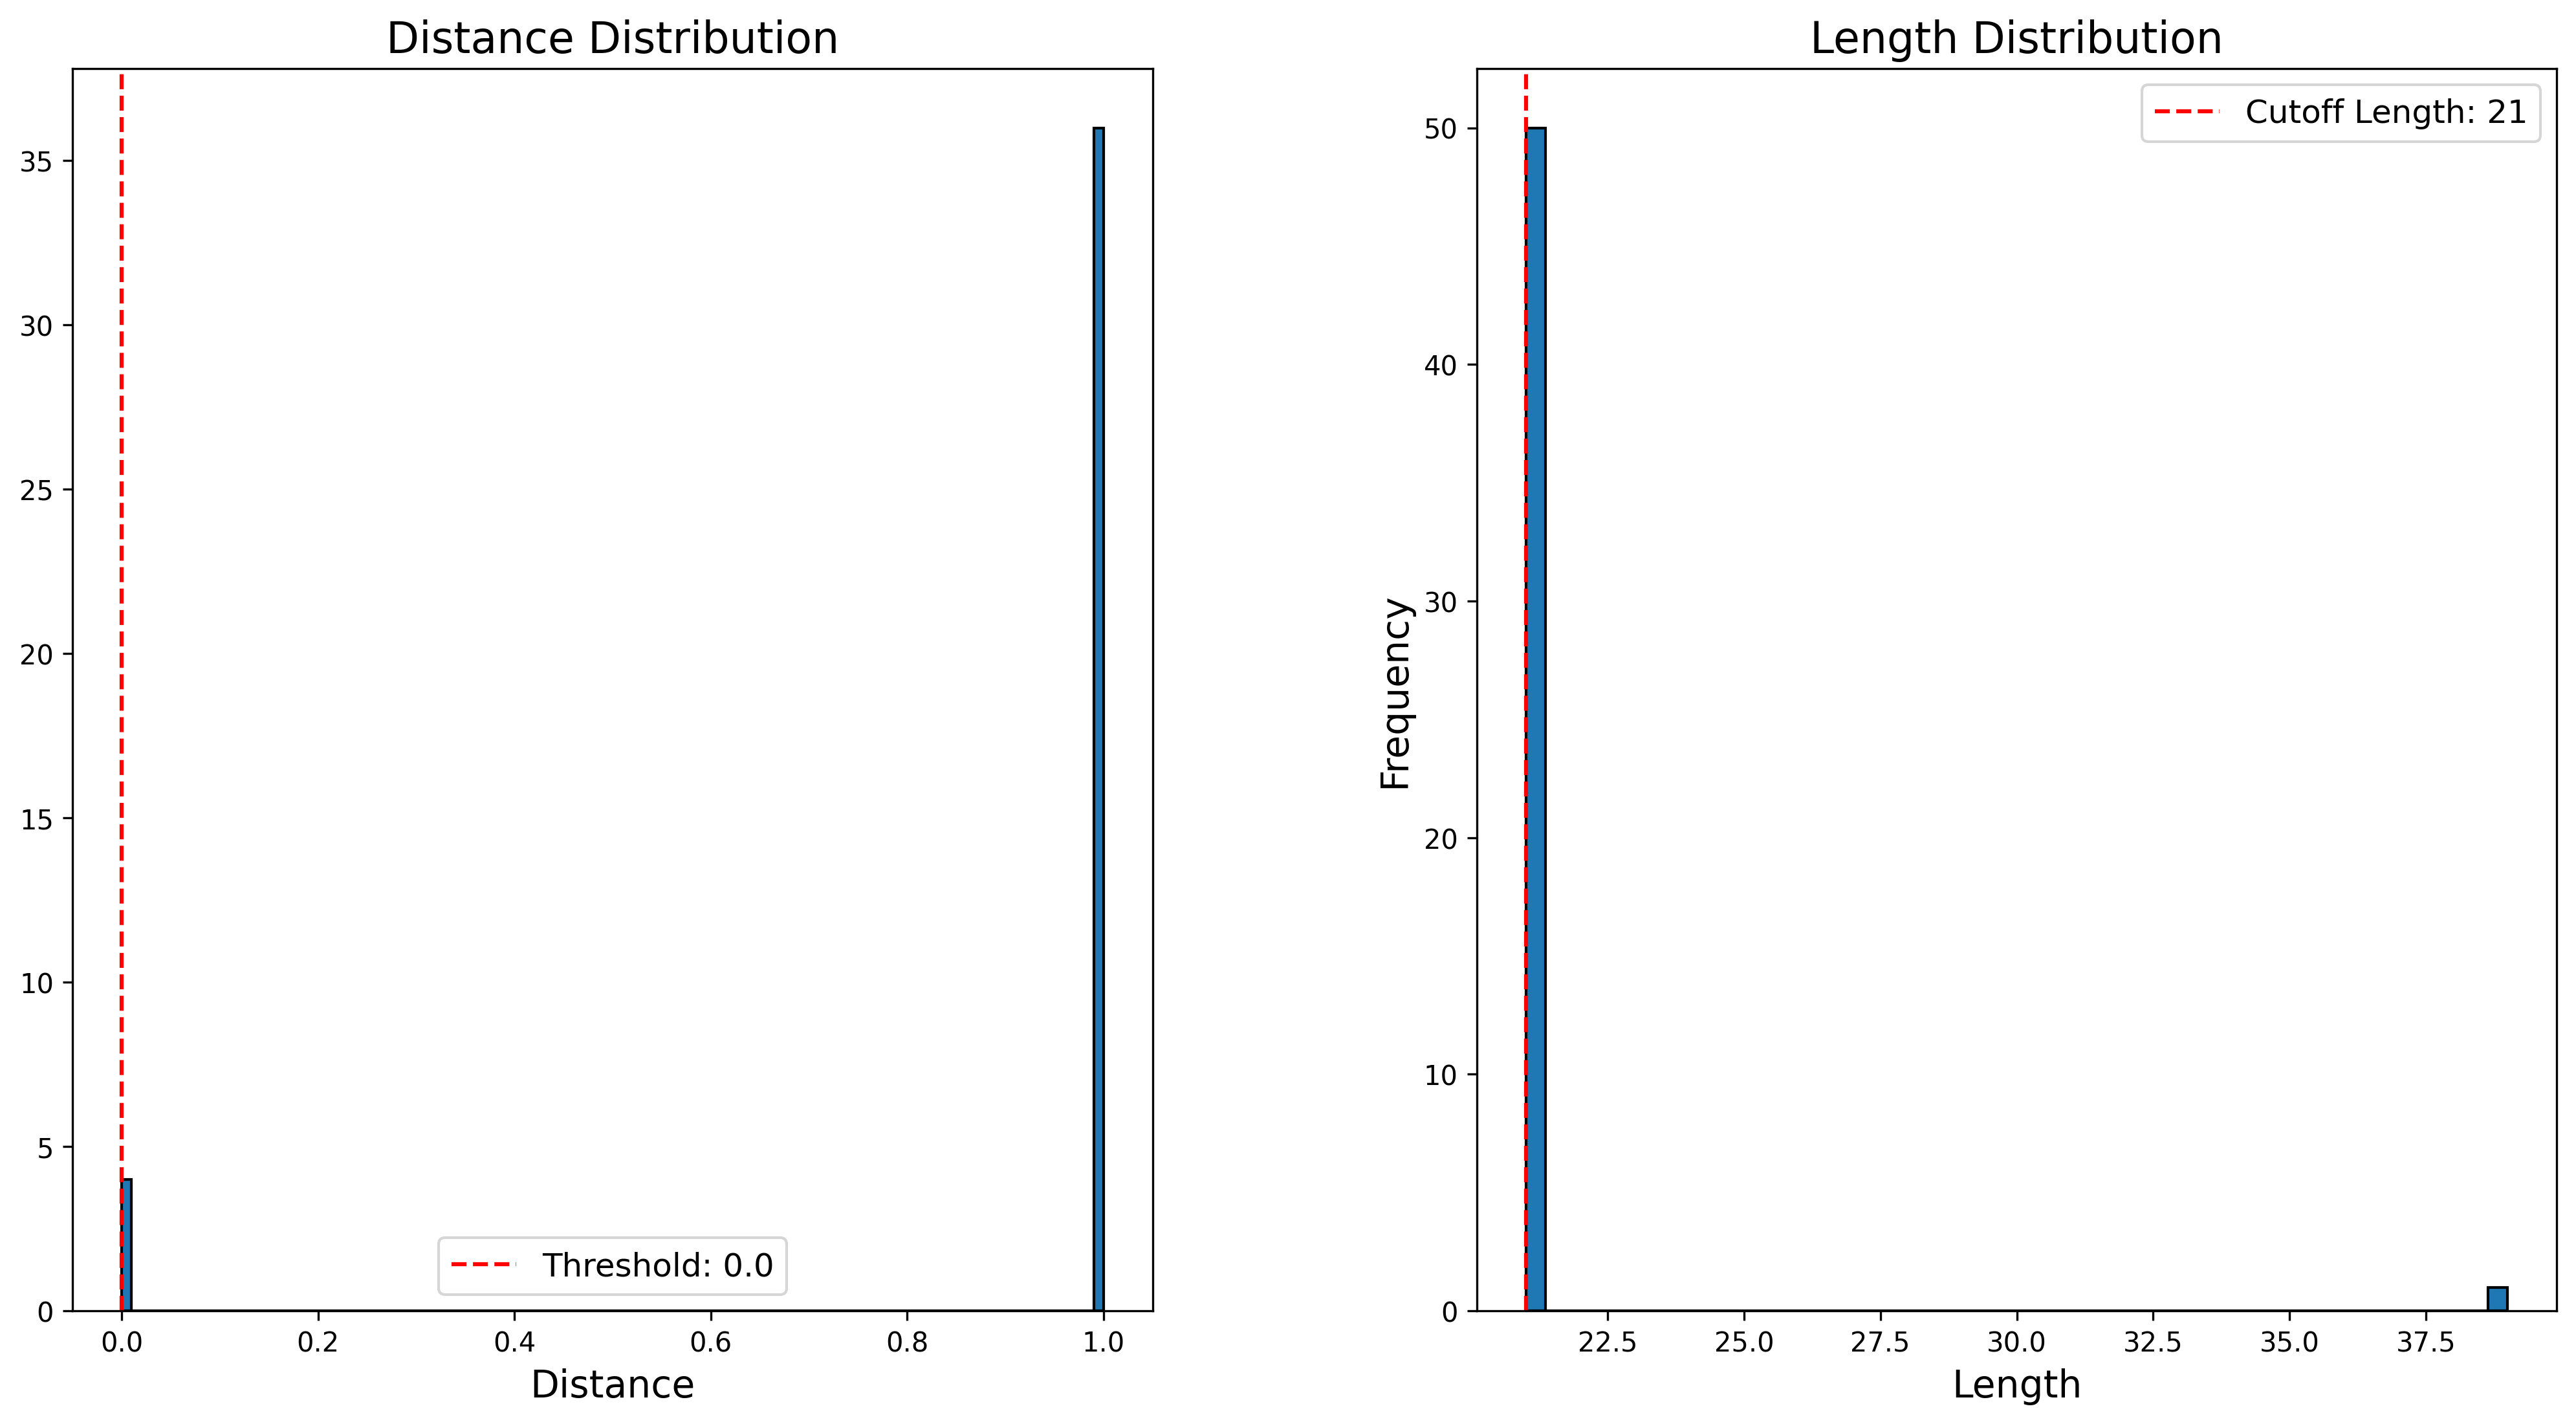 Distance Distribution
35
30
25
20
15
10
5
0
Threshold: 0.0
0.0 0.2 0.4 0.6 0.8 1.0
Distance
Length Distribution
Cutoff Length: 21
Frequency
50
40
30
20
10
0
22.5 25.0 27.5 30.0 32.5 35.0 37.5
Length